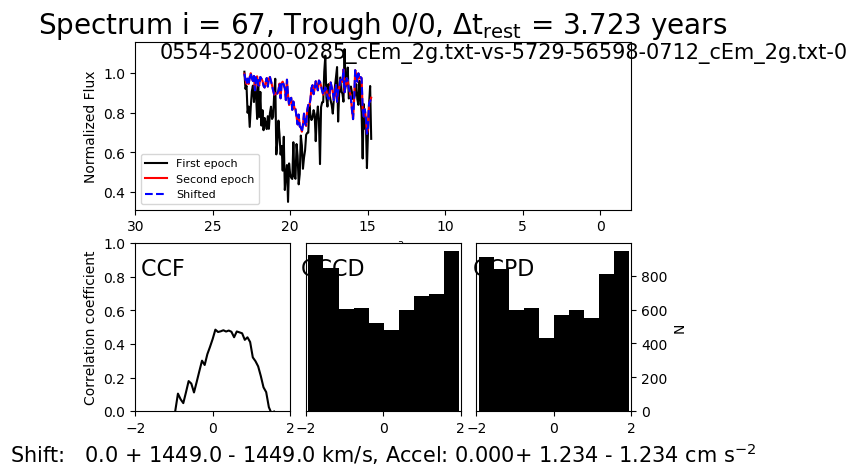 Spectrum i = 67, Trough 0/0, Δt_rest = 3.723 years
0554-52000-0285_cEm_2g.txt-vs-5729-56598-0712_cEm_2g.txt-0
Normalized Flux
1.0
0.8
0.6
0.4
First epoch
Second epoch
Shifted
30 25 20 15 10 5 0
Correlation coefficient
1.0
0.8
0.6
0.4
0.2
0.0
CCF
CCCD
CCPD
800
600
400
200
0
N
−2 0 2
−2 0 2
−2 0 2
Shift: 0.0 + 1449.0 - 1449.0 km/s, Accel: 0.000+ 1.234 - 1.234 cm s⁻²